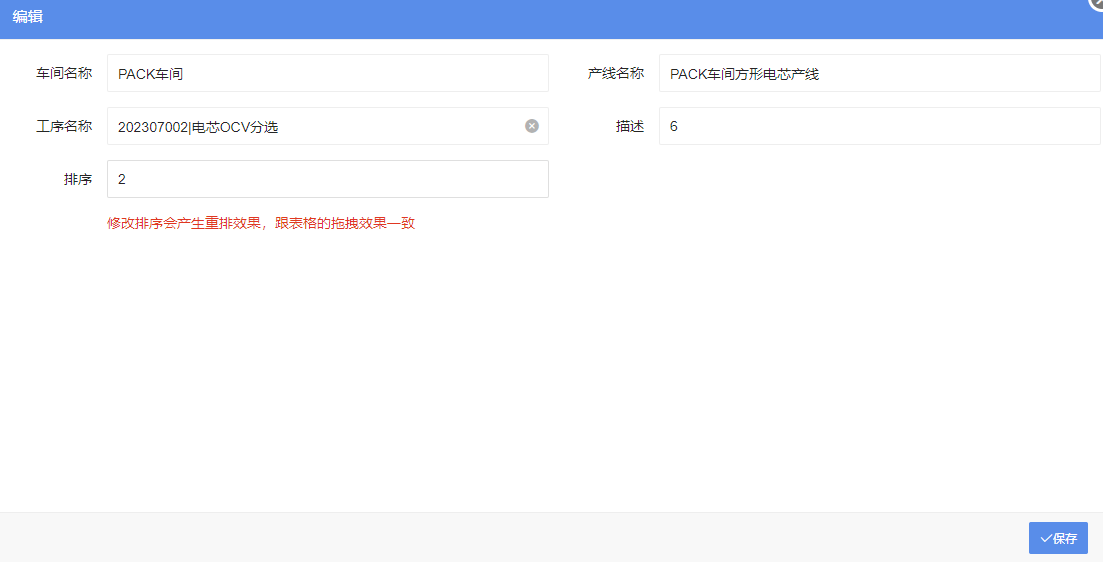 编辑
车间名称 PACK车间 产线名称 PACK车间方形电芯产线
工序名称 202307002|电芯OCV分选 描述 6
排序 2
修改排序会产生重排效果，跟表格的拖拽效果一致
保存